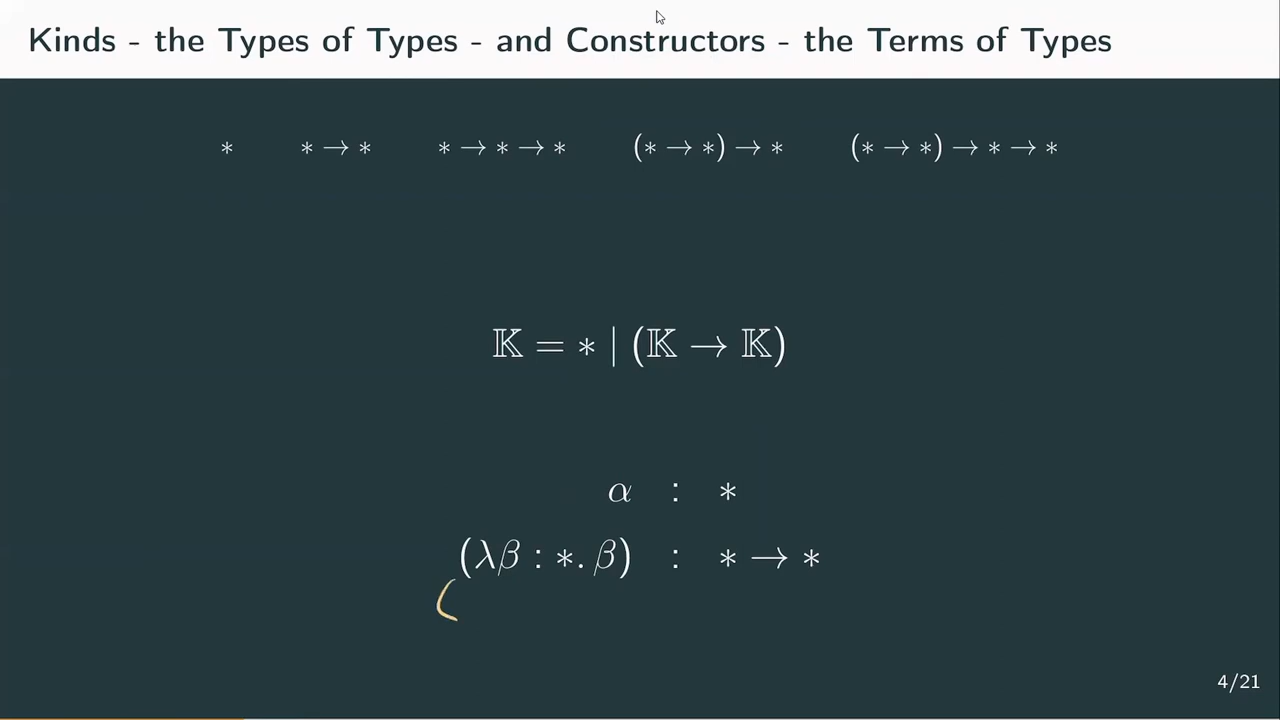 Kinds - the Types of Types - and Constructors - the Terms of Types
∗ ∗ → ∗ ∗ → ∗ → ∗ (∗ → ∗) → ∗ (∗ → ∗) → ∗ → ∗
𝕂 = ∗ | (𝕂 → 𝕂)
α : ∗
(λβ : ∗. β) : ∗ → ∗
(
4/21